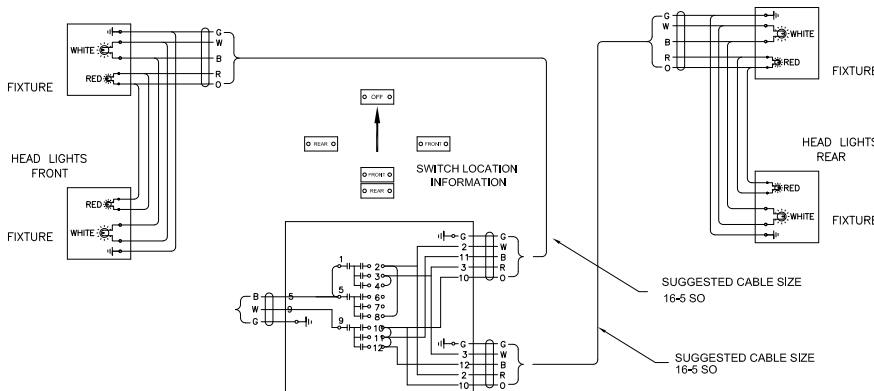 G
W
B
R
O
WHITE
RED
FIXTURE
HEAD LIGHTS
FRONT
RED
WHITE
FIXTURE
OFF
REAR
FRONT
FRONT
REAR
SWITCH LOCATION
INFORMATION
G
W
B
R
O
WHITE
RED
FIXTURE
HEAD LIGHTS
REAR
RED
WHITE
FIXTURE
B 5
W 9
G
1
2
3
4
5
6
7
8
9
10
11
12
G G
2 W
11 B
3 R
10 O
G G
3 W
12 B
2 R
10 O
SUGGESTED CABLE SIZE
16-5 SO
SUGGESTED CABLE SIZE
16-5 SO